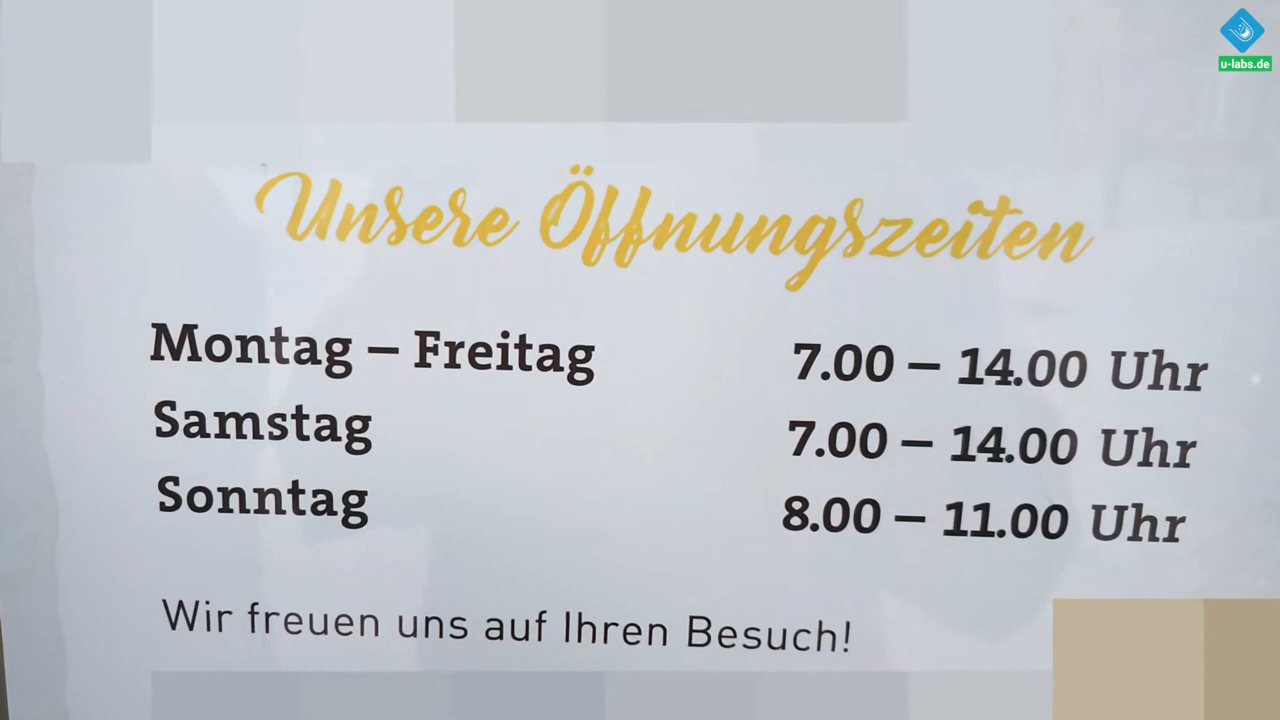 u-labs.de
Unsere Öffnungszeiten
Montag – Freitag 7.00 – 14.00 Uhr
Samstag 7.00 – 14.00 Uhr
Sonntag 8.00 – 11.00 Uhr
Wir freuen uns auf Ihren Besuch!